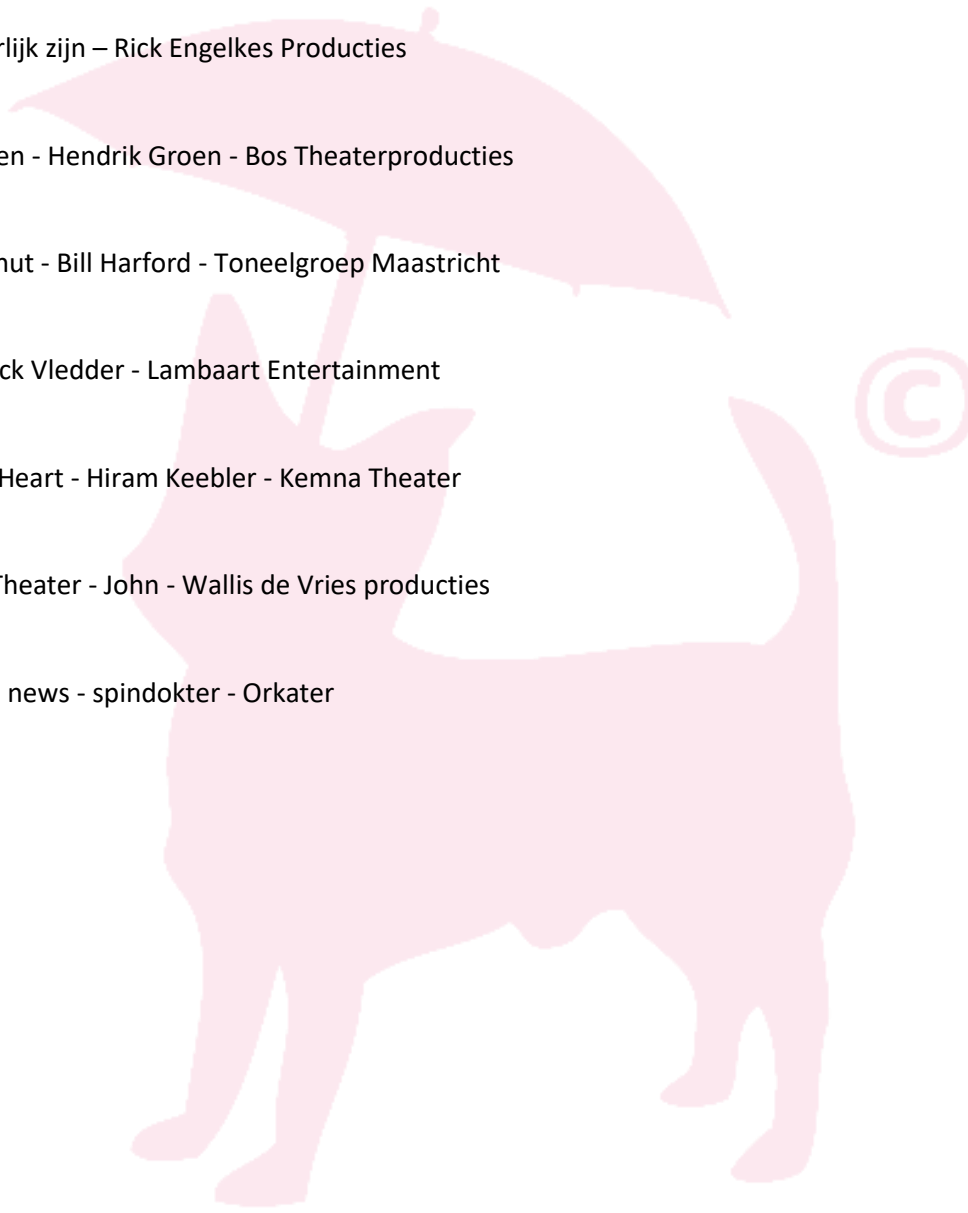 rlijk zijn – Rick Engelkes Producties
en - Hendrik Groen - Bos Theaterproducties
nut - Bill Harford - Toneelgroep Maastricht
ck Vledder - Lambaart Entertainment
Heart - Hiram Keebler - Kemna Theater
Theater - John - Wallis de Vries producties
news - spindokter - Orkater
©